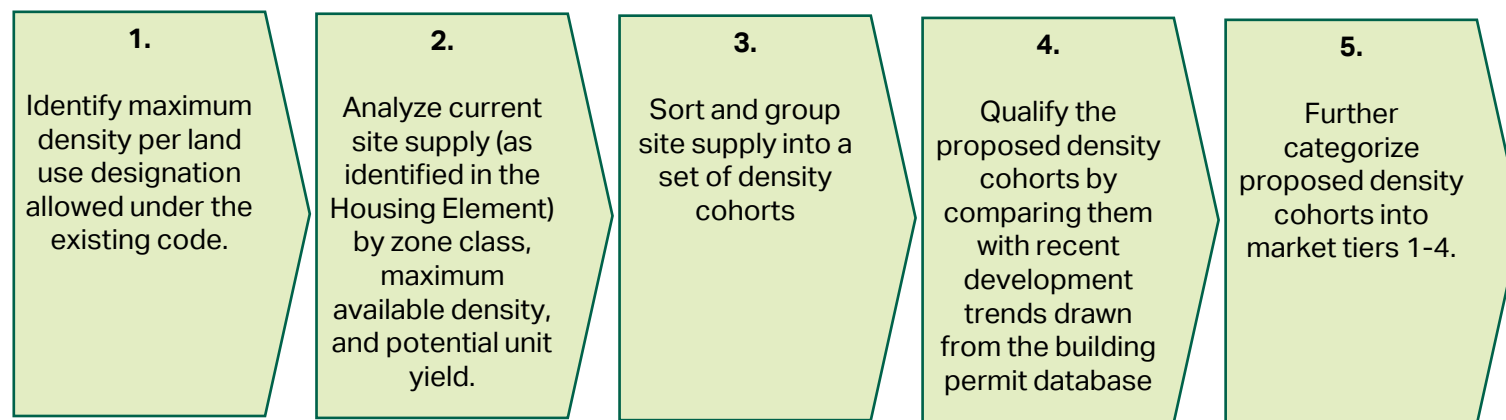 1.
Identify maximum
density per land
use designation
allowed under the
existing code.
2.
Analyze current
site supply (as
identified in the
Housing Element)
by zone class,
maximum
available density,
and potential unit
yield.
3.
Sort and group
site supply into a
set of density
cohorts
4.
Qualify the
proposed density
cohorts by
comparing them
with recent
development
trends drawn
from the building
permit database
5.
Further
categorize
proposed density
cohorts into
market tiers 1-4.